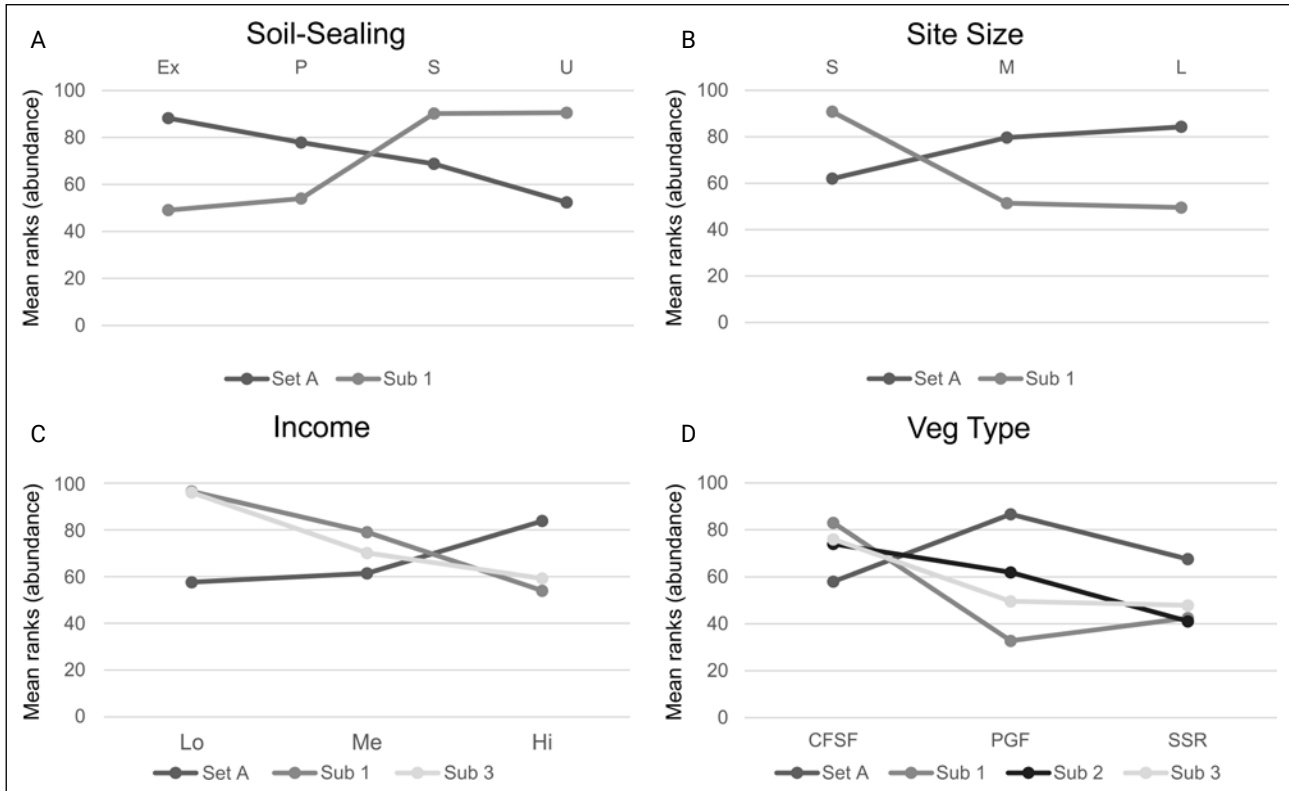 A
Soil-Sealing
Ex P S U
Mean ranks (abundance)
100
80
60
40
20
0
Set A Sub 1
B
Site Size
S M L
Mean ranks (abundance)
100
80
60
40
20
0
Set A Sub 1
C
Income
Mean ranks (abundance)
100
80
60
40
20
0
Lo Me Hi
Set A Sub 1 Sub 3
D
Veg Type
Mean ranks (abundance)
100
80
60
40
20
0
CFSF PGF SSR
Set A Sub 1 Sub 2 Sub 3